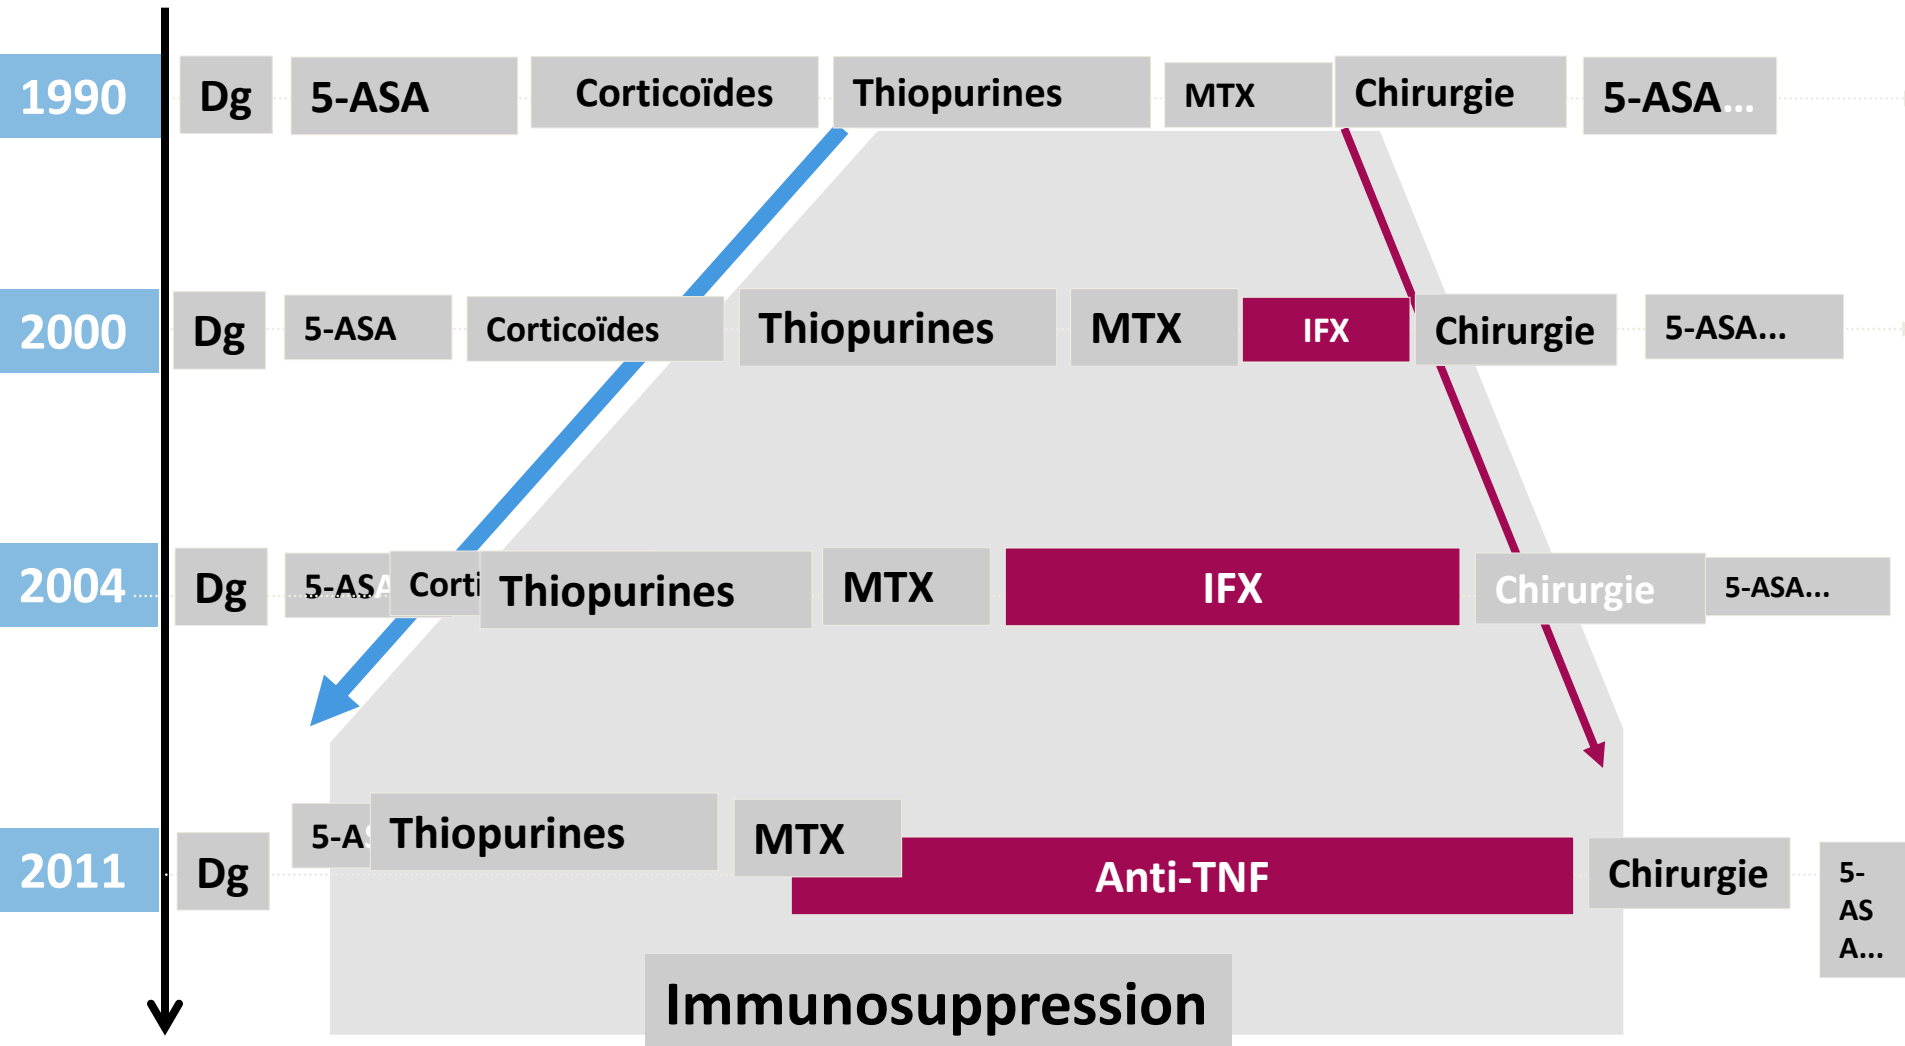 1990 Dg 5-ASA Corticoïdes Thiopurines MTX Chirurgie 5-ASA...
2000 Dg 5-ASA Corticoïdes Thiopurines MTX IFX Chirurgie 5-ASA...
2004 Dg 5-ASA Corti Thiopurines MTX IFX Chirurgie 5-ASA...
2011 Dg 5-AS Thiopurines MTX Anti-TNF Chirurgie 5-
AS
A...
Immunosuppression